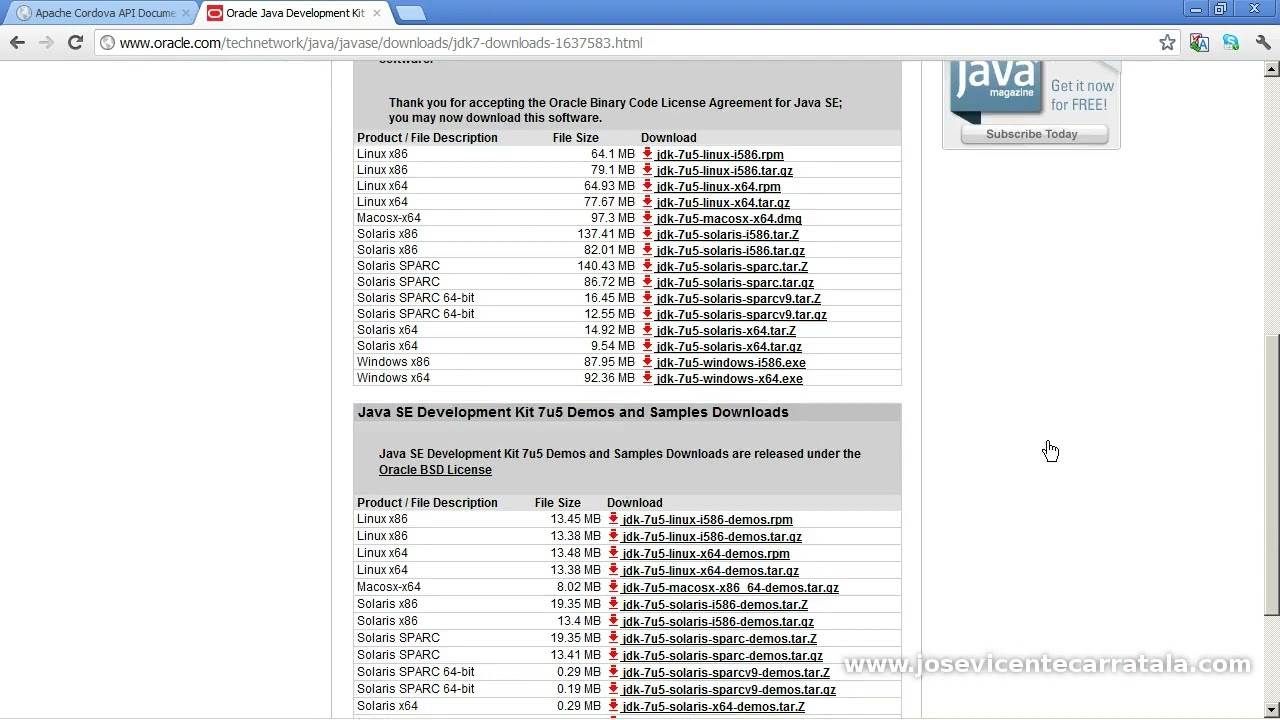 Apache Cordova API Docume
Oracle Java Development Kit
www.oracle.com/technetwork/java/javase/downloads/jdk7-downloads-1637583.html
software.
Thank you for accepting the Oracle Binary Code License Agreement for Java SE;
you may now download this software.
Product / File Description File Size Download
Linux x86 64.1 MB jdk-7u5-linux-i586.rpm
Linux x86 79.1 MB jdk-7u5-linux-i586.tar.gz
Linux x64 64.93 MB jdk-7u5-linux-x64.rpm
Linux x64 77.67 MB jdk-7u5-linux-x64.tar.gz
Macosx-x64 97.3 MB jdk-7u5-macosx-x64.dmg
Solaris x86 137.41 MB jdk-7u5-solaris-i586.tar.Z
Solaris x86 82.01 MB jdk-7u5-solaris-i586.tar.gz
Solaris SPARC 140.43 MB jdk-7u5-solaris-sparc.tar.Z
Solaris SPARC 86.72 MB jdk-7u5-solaris-sparc.tar.gz
Solaris SPARC 64-bit 16.45 MB jdk-7u5-solaris-sparcv9.tar.Z
Solaris SPARC 64-bit 12.55 MB jdk-7u5-solaris-sparcv9.tar.gz
Solaris x64 14.92 MB jdk-7u5-solaris-x64.tar.Z
Solaris x64 9.54 MB jdk-7u5-solaris-x64.tar.gz
Windows x86 87.95 MB jdk-7u5-windows-i586.exe
Windows x64 92.36 MB jdk-7u5-windows-x64.exe
Java SE Development Kit 7u5 Demos and Samples Downloads
Java SE Development Kit 7u5 Demos and Samples Downloads are released under the
Oracle BSD License
Product / File Description File Size Download
Linux x86 13.45 MB jdk-7u5-linux-i586-demos.rpm
Linux x86 13.38 MB jdk-7u5-linux-i586-demos.tar.gz
Linux x64 13.48 MB jdk-7u5-linux-x64-demos.rpm
Linux x64 13.38 MB jdk-7u5-linux-x64-demos.tar.gz
Macosx-x64 8.02 MB jdk-7u5-macosx-x86_64-demos.tar.gz
Solaris x86 19.35 MB jdk-7u5-solaris-i586-demos.tar.Z
Solaris x86 13.4 MB jdk-7u5-solaris-i586-demos.tar.gz
Solaris SPARC 19.35 MB jdk-7u5-solaris-sparc-demos.tar.Z
Solaris SPARC 13.41 MB jdk-7u5-solaris-sparc-demos.tar.gz
Solaris SPARC 64-bit 0.29 MB jdk-7u5-solaris-sparcv9-demos.tar.Z
Solaris SPARC 64-bit 0.19 MB jdk-7u5-solaris-sparcv9-demos.tar.gz
Solaris x64 0.29 MB jdk-7u5-solaris-x64-demos.tar.Z
Java
magazine
Get it now
for FREE!
Subscribe Today
www.josevicentecarratala.com